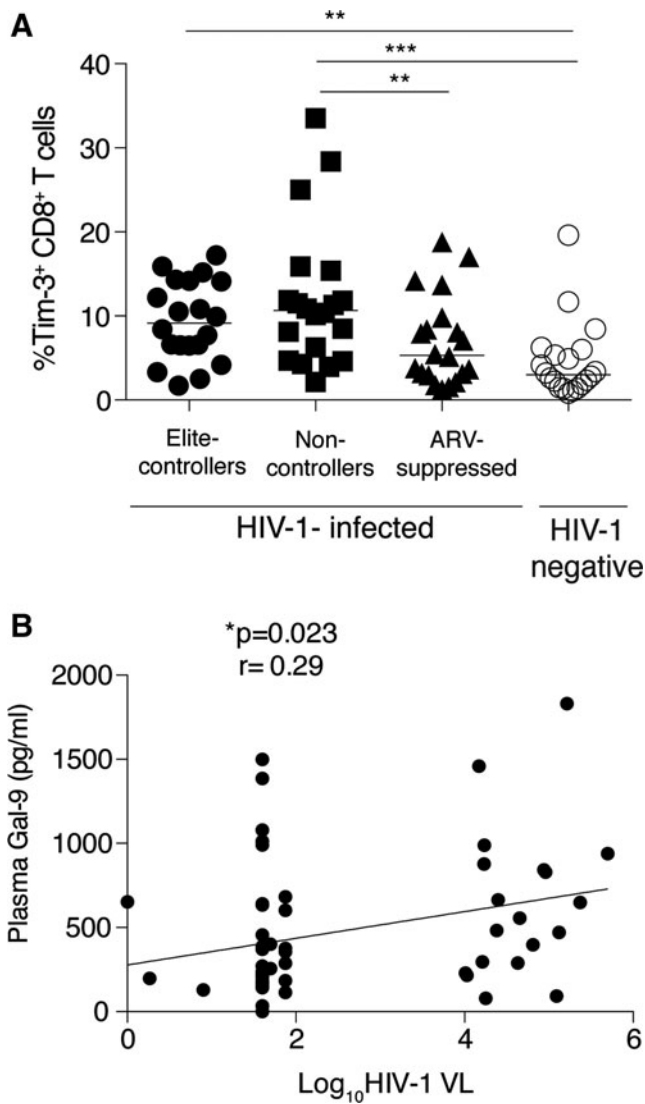 A
**
***
**
40
30
20
10
0
%Tim-3⁺ CD8⁺ T cells
Elite-
controllers
Non-
controllers
ARV-
suppressed
HIV-1- infected
HIV-1
negative
B
*p=0.023
r= 0.29
2000
1500
1000
500
0
Plasma Gal-9 (pg/ml)
0 2 4 6
Log₁₀HIV-1 VL